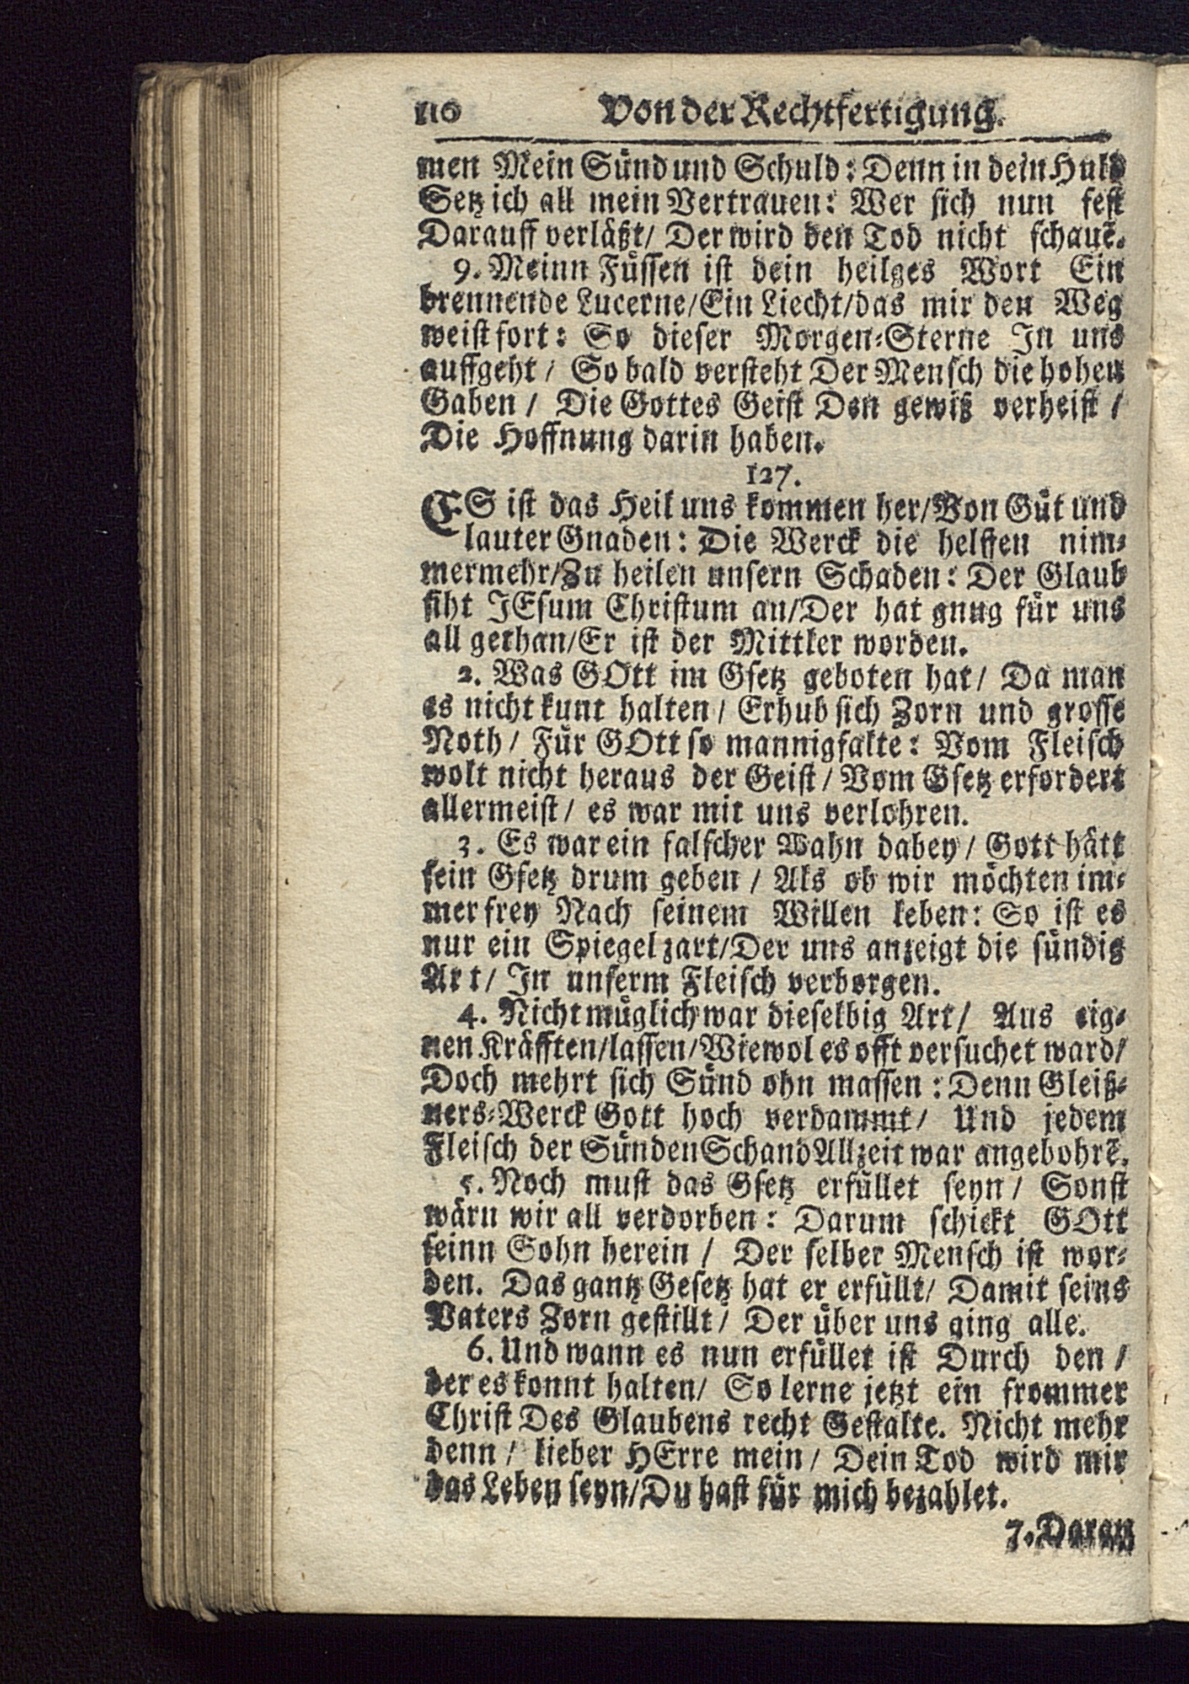 110 Von der Rechtfertigung.
men Mein Sünd und Schuld: Denn in dein Huld
Setz ich all mein Vertrauen: Wer sich nun fest
Darauff verläßt/ Der wird den Tod nicht schauē.
9. Meinn Füssen ist dein heilges Wort Ein
brennende Lucerne/Ein Liecht/das mir den Weg
weist fort: So dieser Morgen-Sterne In uns
auffgeht / So bald versteht Der Mensch die hohen
Gaben / Die Gottes Geist Den gewiß verheist /
Die Hoffnung darin haben.
127.
ES ist das Heil uns kommen her/Von Güt und
lauter Gnaden: Die Werck die helffen nim-
mermehr/Zu heilen unsern Schaden: Der Glaub
siht JEsum Christum an/Der hat gnug für uns
all gethan/Er ist der Mittler worden.
2. Was GOtt im Gsetz geboten hat/ Da man
es nicht kunt halten / Erhub sich Zorn und grosse
Noth / Für GOtt so mannigfalte: Vom Fleisch
wolt nicht heraus der Geist / Vom Gsetz erfordert
allermeist / es war mit uns verlohren.
3. Es war ein falscher Wahn dabey / Gott hätt
sein Gsetz drum geben / Als ob wir möchten im-
mer frey Nach seinem Willen leben: So ist es
nur ein Spiegel zart/Der uns anzeigt die sündig
Art/ In unserm Fleisch verborgen.
4. Nicht müglich war dieselbig Art/ Aus eig-
nen Kräfften/lassen/Wiewol es offt versuchet ward/
Doch mehrt sich Sünd ohn massen: Denn Gleiß-
ners-Werck Gott hoch verdammt/ Und jedem
Fleisch der Sünden Schand Allzeit war angebohrē.
5. Noch must das Gsetz erfüllet seyn / Sonst
wärn wir all verdorben: Darum schickt GOtt
seinn Sohn herein / Der selber Mensch ist wor-
den. Das gantz Gesetz hat er erfüllt/ Damit seins
Vaters Zorn gestillt / Der über uns ging alle.
6. Und wann es nun erfüllet ist Durch den /
der es konnt halten/ So lerne jetzt ein frommer
Christ Des Glaubens recht Gestalte. Nicht mehr
denn / lieber HErre mein / Dein Tod wird mir
das Leben seyn/Du hast für mich bezahlet.
7. Daran